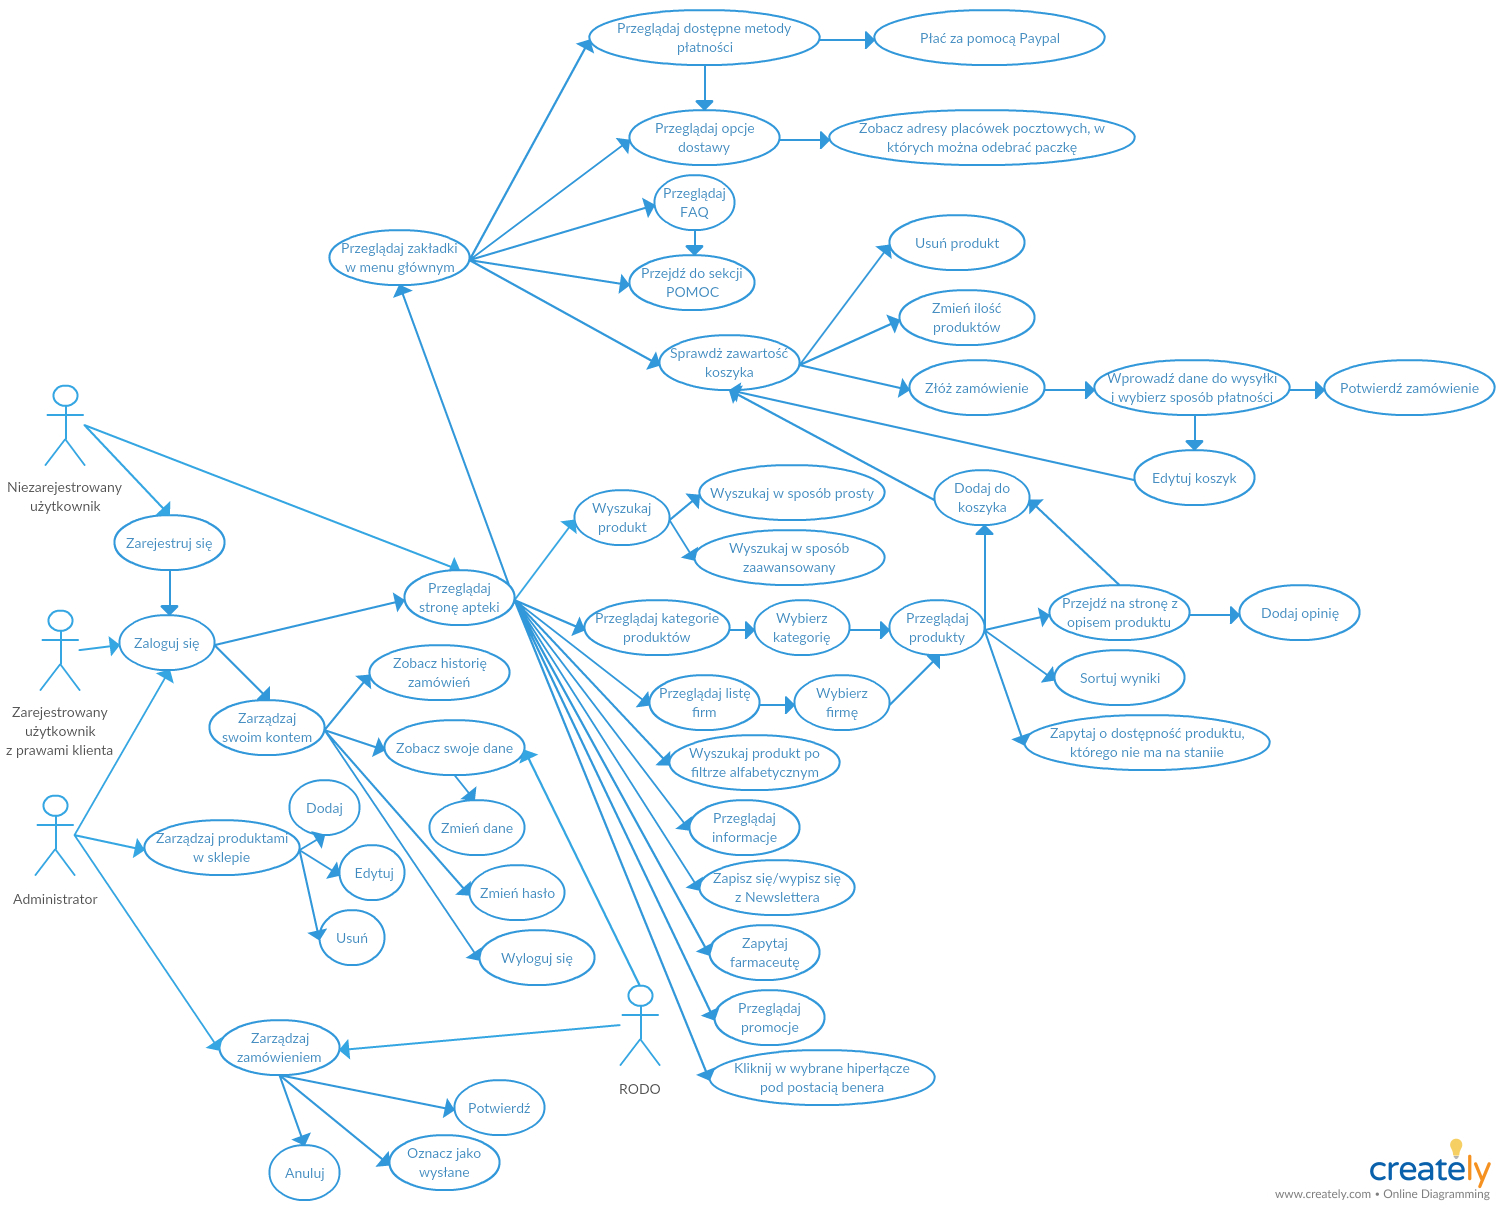 Przeglądaj dostępne metody
płatności
Płać za pomocą Paypal
Przeglądaj opcje
dostawy
Zobacz adresy placówek pocztowych, w
których można odebrać paczkę
Przeglądaj
FAQ
Przeglądaj zakładki
w menu głównym
Przejdź do sekcji
POMOC
Usuń produkt
Zmień ilość
produktów
Sprawdż zawartość
koszyka
Złóż zamówienie
Wprowadź dane do wysyłki
i wybierz sposób płatności
Potwierdź zamówienie
Edytuj koszyk
Niezarejestrowany
użytkownik
Zarejestruj się
Wyszukaj
produkt
Wyszukaj w sposób prosty
Wyszukaj w sposób
zaawansowany
Dodaj do
koszyka
Przeglądaj
stronę apteki
Przeglądaj kategorie
produktów
Wybierz
kategorię
Przeglądaj
produkty
Przejdź na stronę z
opisem produktu
Dodaj opinię
Zaloguj się
Zarejestrowany
użytkownik
z prawami klienta
Zobacz historię
zamówień
Zarządzaj
swoim kontem
Zobacz swoje dane
Zmień dane
Przeglądaj listę
firm
Wybierz
firmę
Sortuj wyniki
Zapytaj o dostępność produktu,
którego nie ma na staniie
Wyszukaj produkt po
filtrze alfabetycznym
Przeglądaj
informacje
Zapisz się/wypisz się
z Newslettera
Zapytaj
farmaceutę
Przeglądaj
promocje
Kliknij w wybrane hiperłącze
pod postacią benera
Administrator
Zarządzaj produktami
w sklepie
Dodaj
Edytuj
Usuń
Zmień hasło
Wyloguj się
RODO
Zarządzaj
zamówieniem
Potwierdź
Oznacz jako
wysłane
Anuluj
creately
www.creately.com • Online Diagramming